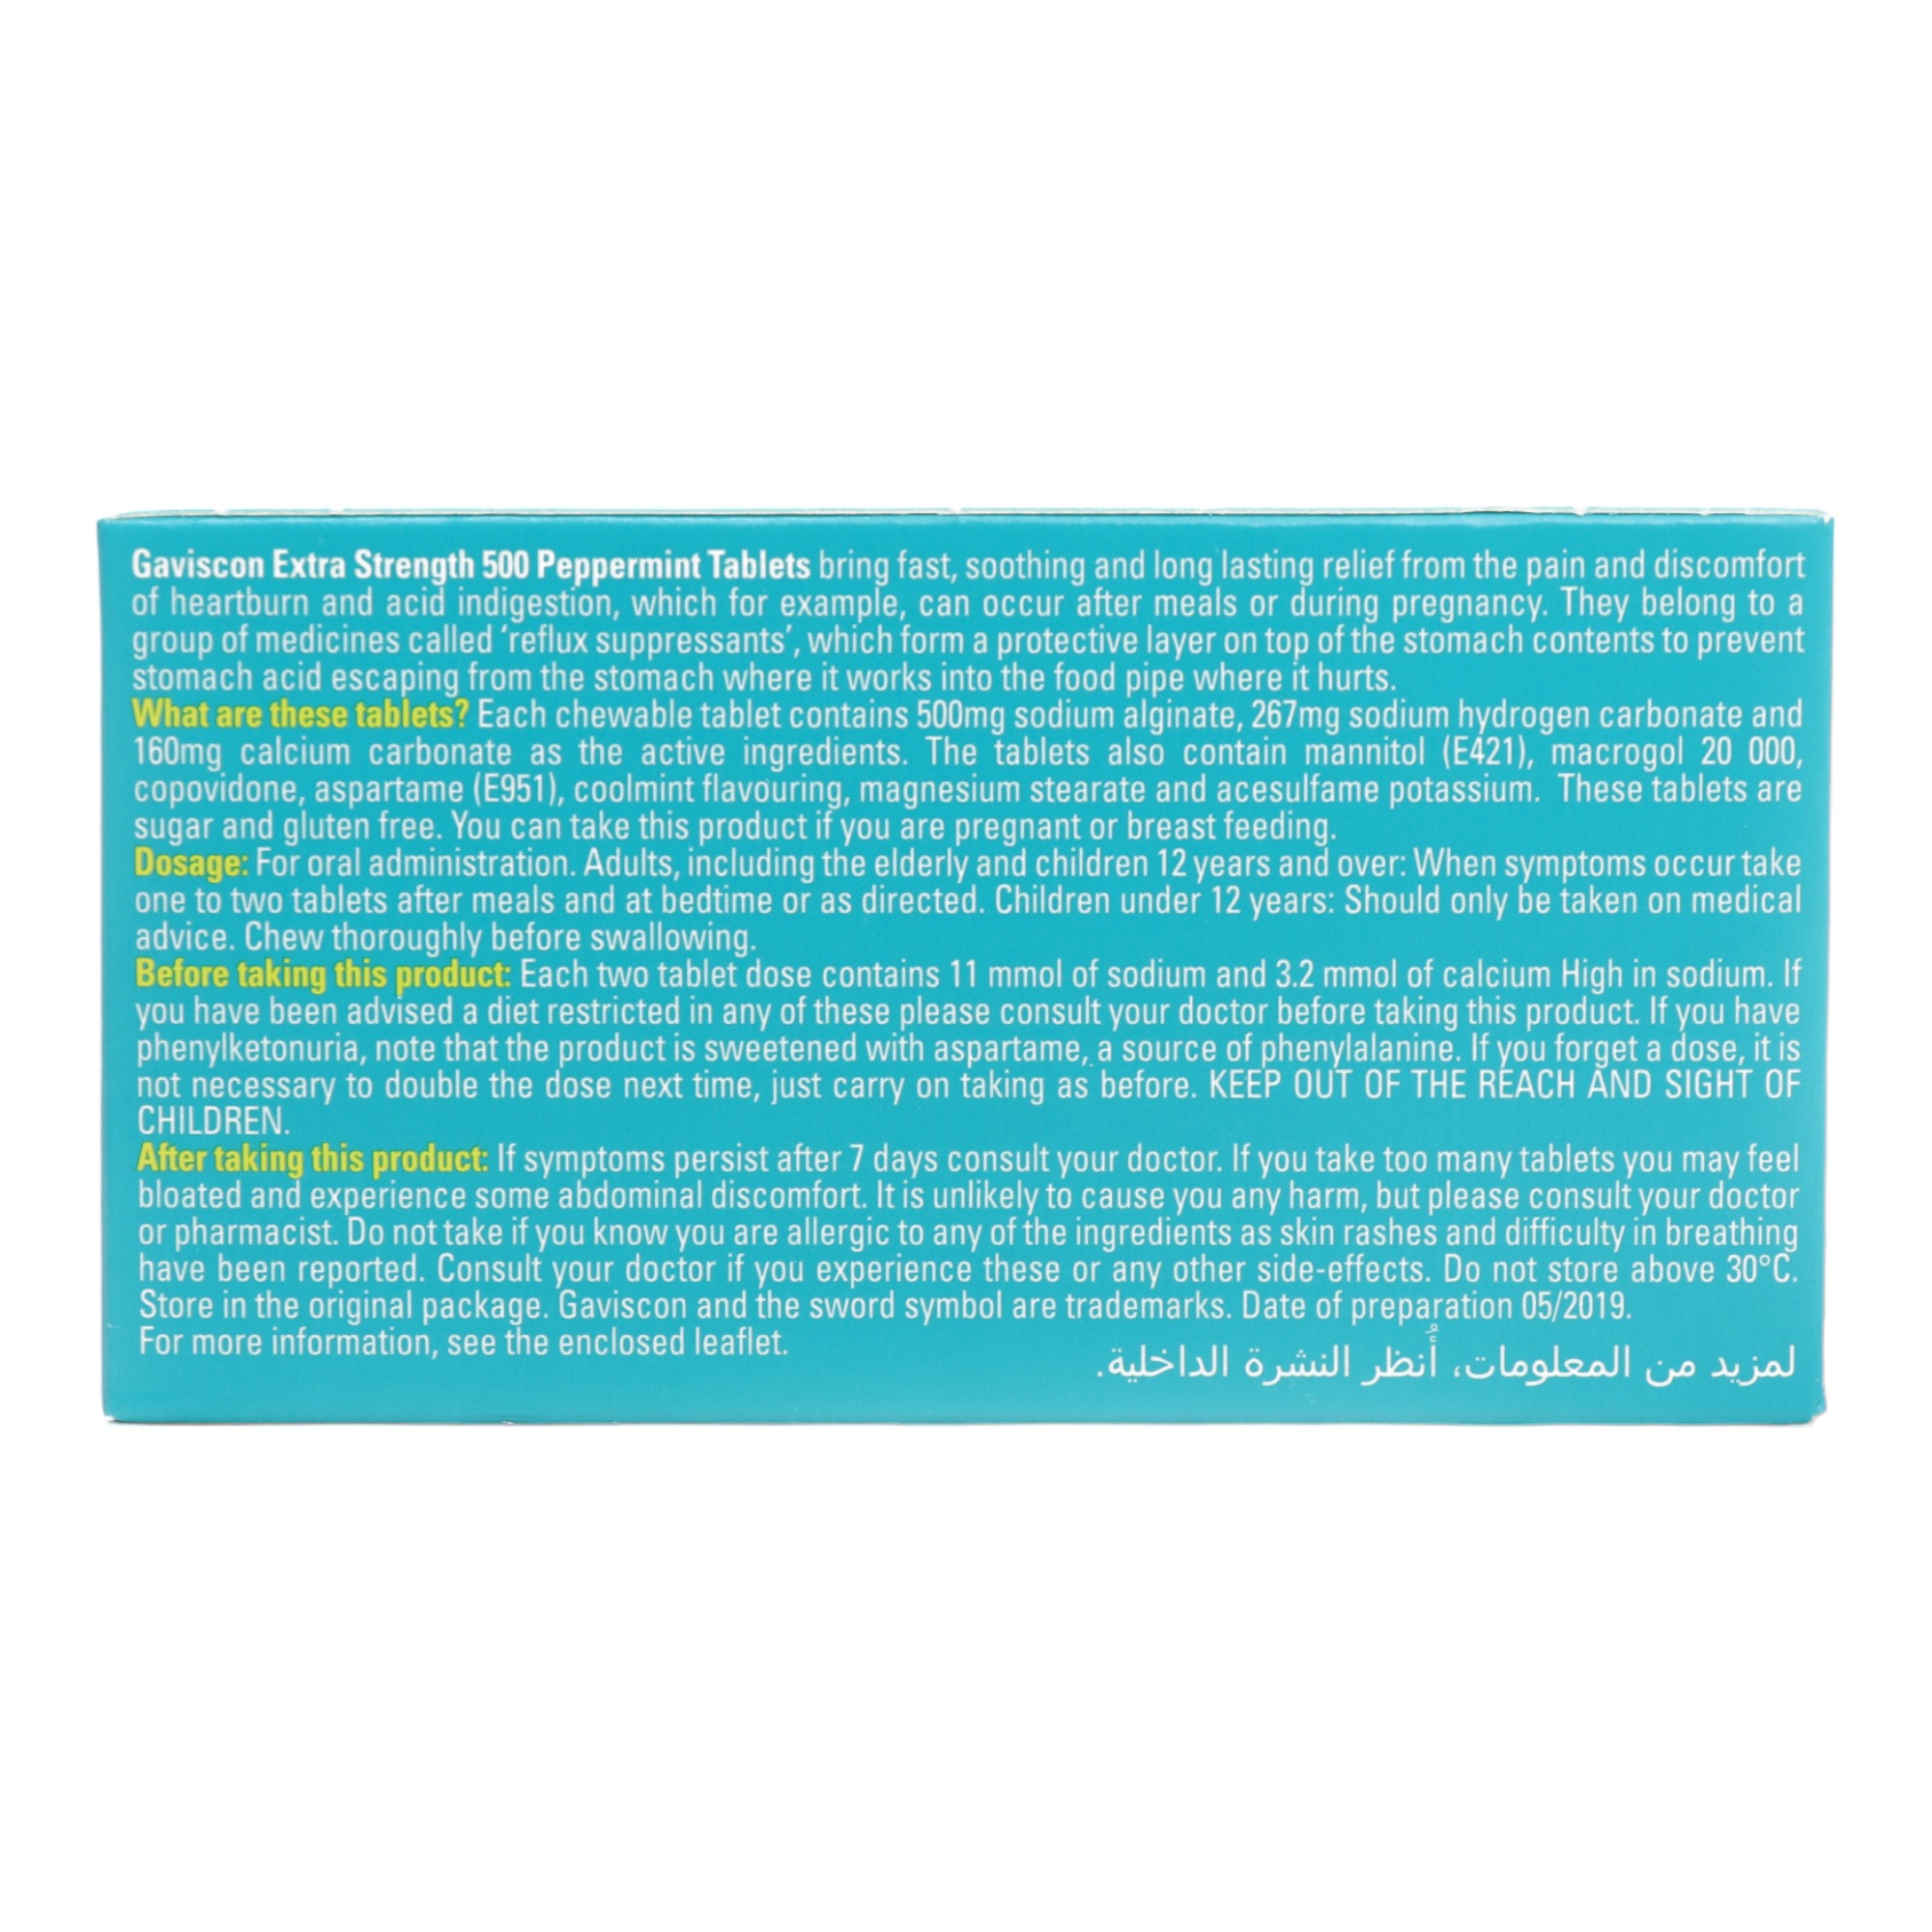 Gaviscon Extra Strength 500 Peppermint Tablets bring fast, soothing and long lasting relief from the pain and discomfort
of heartburn and acid indigestion, which for example, can occur after meals or during pregnancy. They belong to a
group of medicines called ‘reflux suppressants’, which form a protective layer on top of the stomach contents to prevent
stomach acid escaping from the stomach where it works into the food pipe where it hurts.
What are these tablets? Each chewable tablet contains 500mg sodium alginate, 267mg sodium hydrogen carbonate and
160mg calcium carbonate as the active ingredients. The tablets also contain mannitol (E421), macrogol 20 000,
copovidone, aspartame (E951), coolmint flavouring, magnesium stearate and acesulfame potassium. These tablets are
sugar and gluten free. You can take this product if you are pregnant or breast feeding.
Dosage: For oral administration. Adults, including the elderly and children 12 years and over: When symptoms occur take
one to two tablets after meals and at bedtime or as directed. Children under 12 years: Should only be taken on medical
advice. Chew thoroughly before swallowing.
Before taking this product: Each two tablet dose contains 11 mmol of sodium and 3.2 mmol of calcium High in sodium. If
you have been advised a diet restricted in any of these please consult your doctor before taking this product. If you have
phenylketonuria, note that the product is sweetened with aspartame, a source of phenylalanine. If you forget a dose, it is
not necessary to double the dose next time, just carry on taking as before. KEEP OUT OF THE REACH AND SIGHT OF
CHILDREN.
After taking this product: If symptoms persist after 7 days consult your doctor. If you take too many tablets you may feel
bloated and experience some abdominal discomfort. It is unlikely to cause you any harm, but please consult your doctor
or pharmacist. Do not take if you know you are allergic to any of the ingredients as skin rashes and difficulty in breathing
have been reported. Consult your doctor if you experience these or any other side-effects. Do not store above 30°C.
Store in the original package. Gaviscon and the sword symbol are trademarks. Date of preparation 05/2019.
For more information, see the enclosed leaflet.
لمزيد من المعلومات، أُنظر النشرة الداخلية.